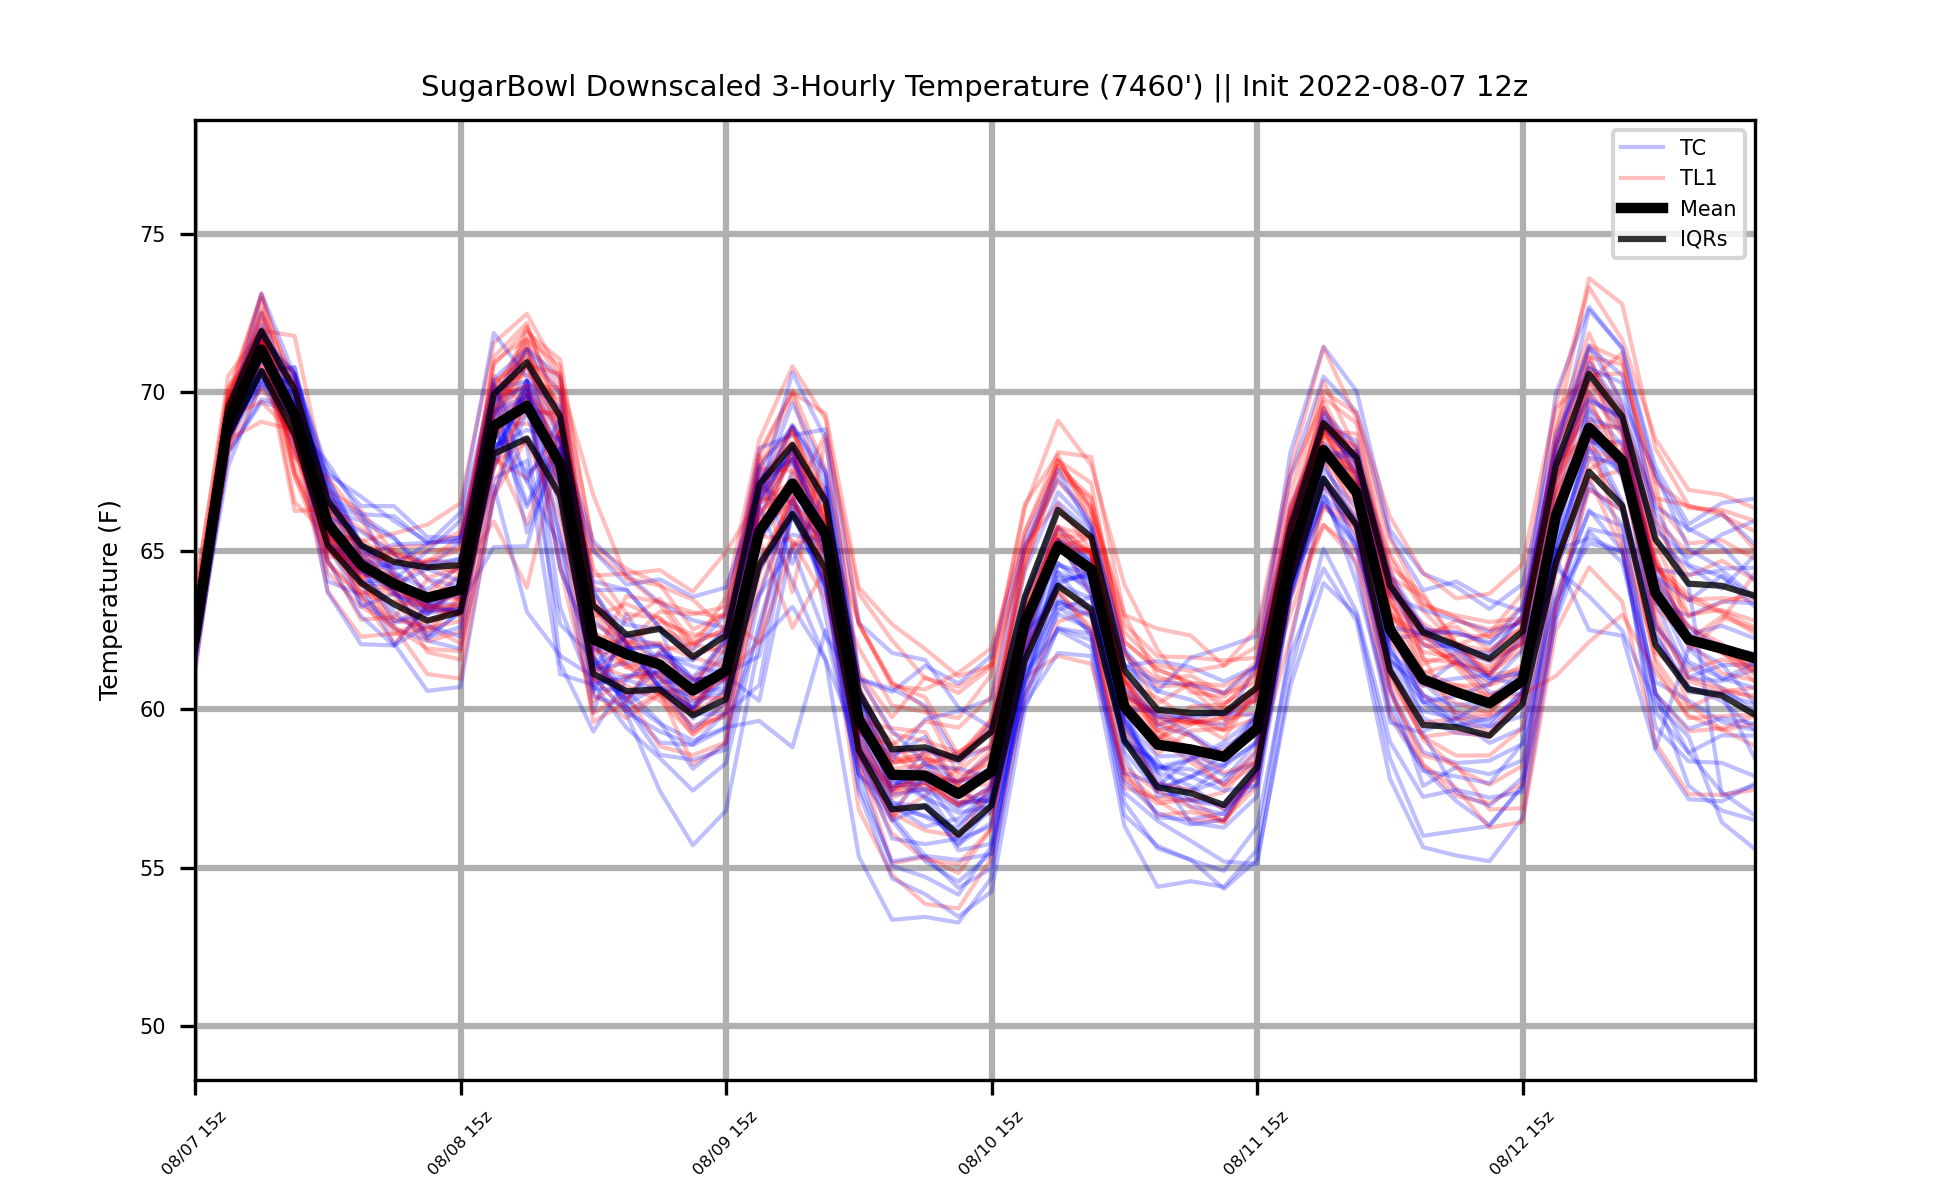 SugarBowl Downscaled 3-Hourly Temperature (7460') || Init 2022-08-07 12z
TC
TL1
Mean
IQRs
Temperature (F)
75
70
65
60
55
50
08/07 15z
08/08 15z
08/09 15z
08/10 15z
08/11 15z
08/12 15z